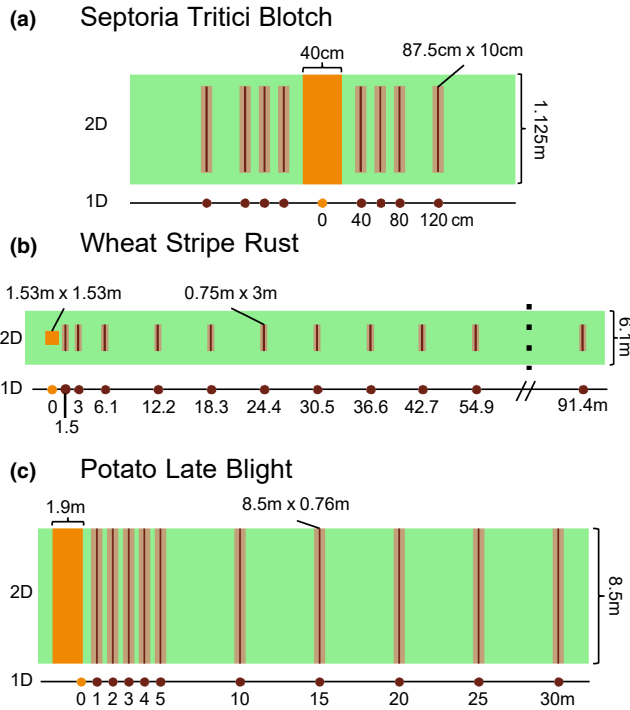 (a) Septoria Tritici Blotch
40cm
87.5cm x 10cm
2D
1.125m
1D
0 40 80 120 cm
(b) Wheat Stripe Rust
1.53m x 1.53m
0.75m x 3m
2D
6.1m
1D
0 3 6.1 12.2 18.3 24.4 30.5 36.6 42.7 54.9 91.4m
1.5
(c) Potato Late Blight
1.9m
8.5m x 0.76m
2D
8.5m
1D
0 1 2 3 4 5 10 15 20 25 30m